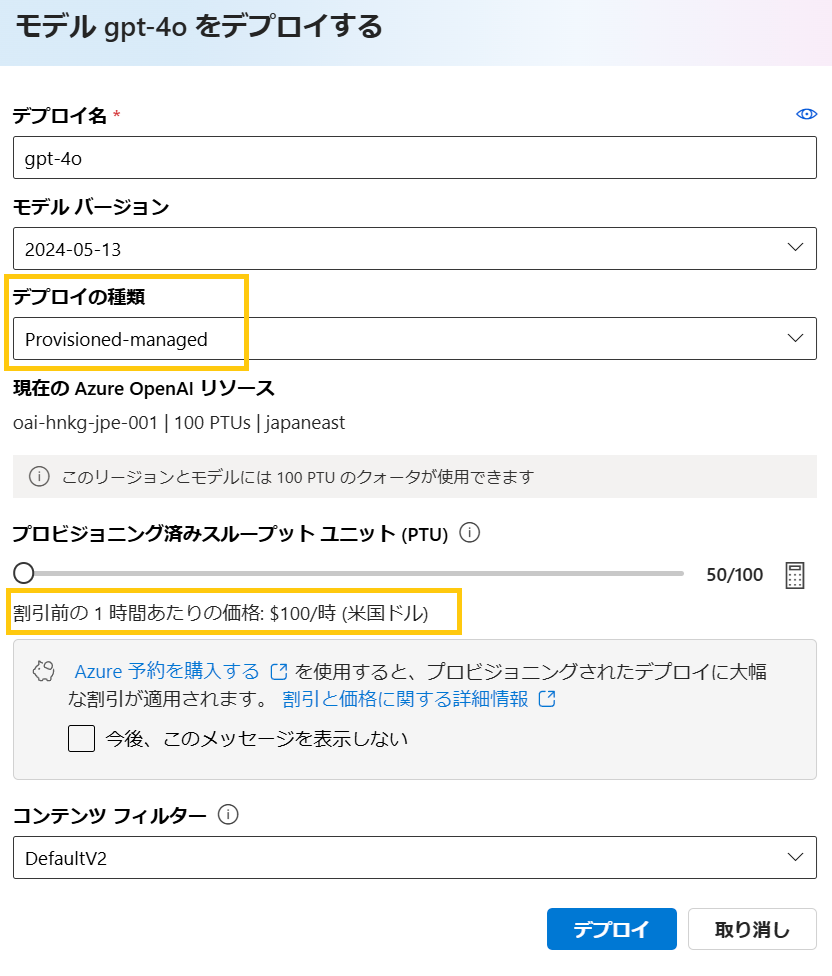 モデル gpt-4o をデプロイする
デプロイ名 *
gpt-4o
モデル バージョン
2024-05-13
デプロイの種類
Provisioned-managed
現在の Azure OpenAI リソース
oai-hnkg-jpe-001 | 100 PTUs | japaneast
このリージョンとモデルには 100 PTU のクォータが使用できます
プロビジョニング済みスループット ユニット (PTU)
50/100
割引前の 1 時間あたりの価格: $100/時 (米国ドル)
Azure 予約を購入する を使用すると、プロビジョニングされたデプロイに大幅
な割引が適用されます。 割引と価格に関する詳細情報
今後、このメッセージを表示しない
コンテンツ フィルター
DefaultV2
デプロイ 取り消し